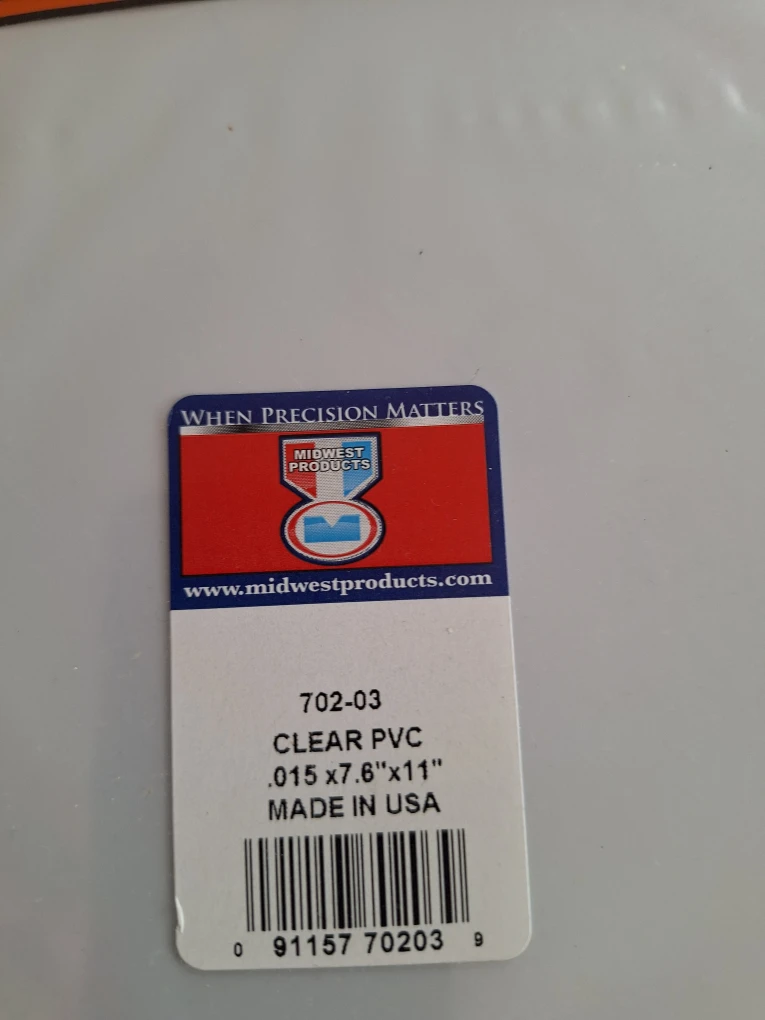 WHEN PRECISION MATTERS
MIDWEST
PRODUCTS
www.midwestproducts.com
702-03
CLEAR PVC
.015 x7.6"x11"
MADE IN USA
0 91157 70203 9